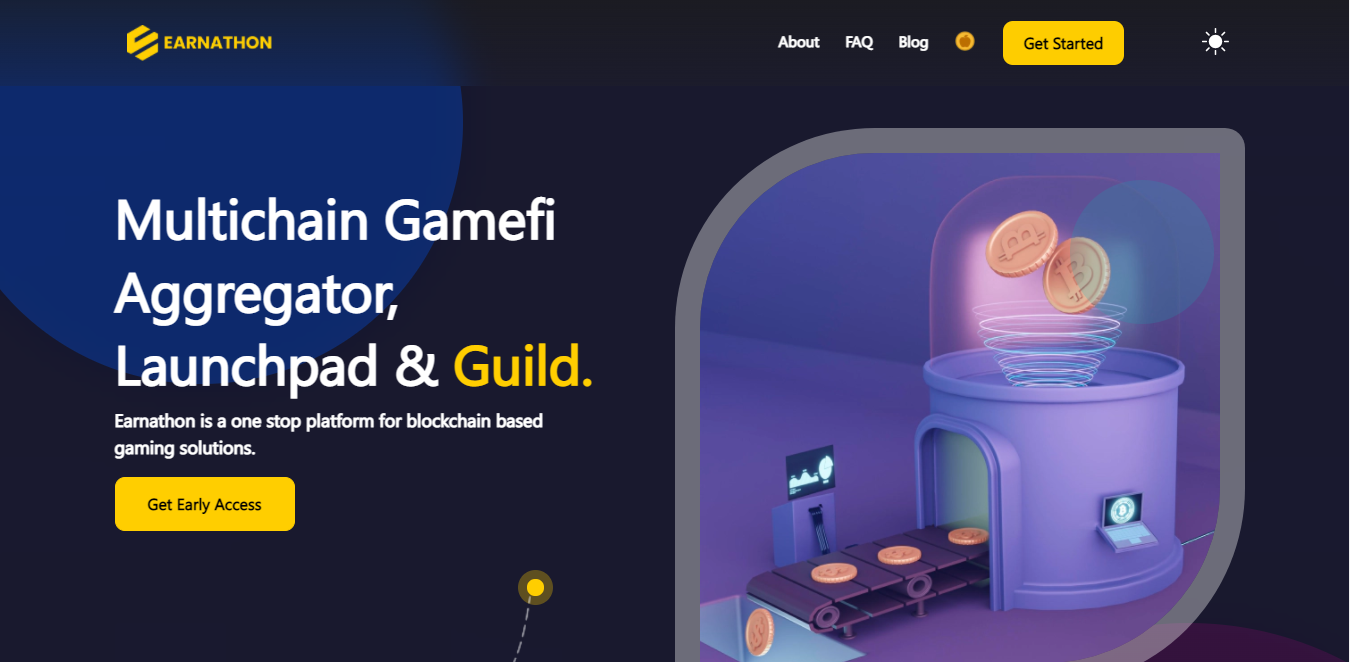 EARNATHON
About
FAQ
Blog
Get Started
Multichain Gamefi
Aggregator,
Launchpad & Guild.
Earnathon is a one stop platform for blockchain based
gaming solutions.
Get Early Access